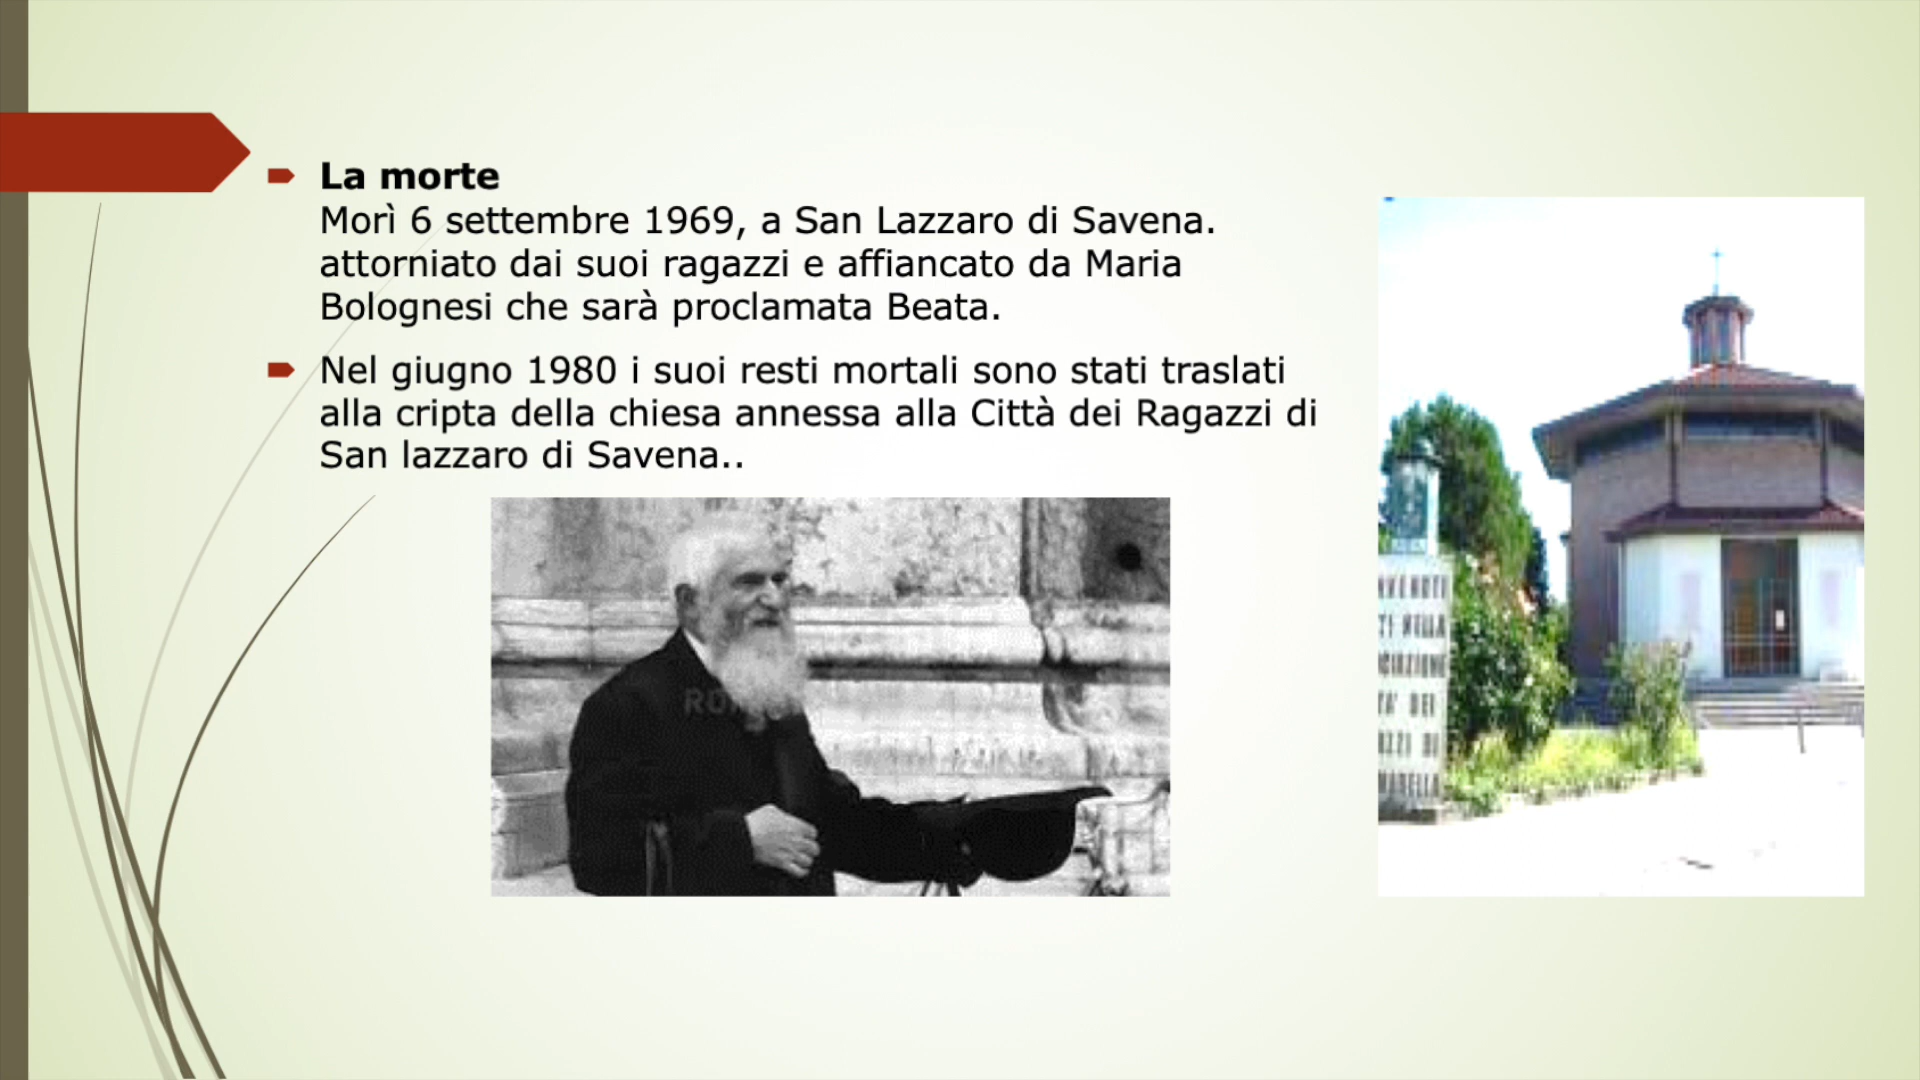 La morte
Morì 6 settembre 1969, a San Lazzaro di Savena.
attorniato dai suoi ragazzi e affiancato da Maria
Bolognesi che sarà proclamata Beata.
Nel giugno 1980 i suoi resti mortali sono stati traslati
alla cripta della chiesa annessa alla Città dei Ragazzi di
San lazzaro di Savena..